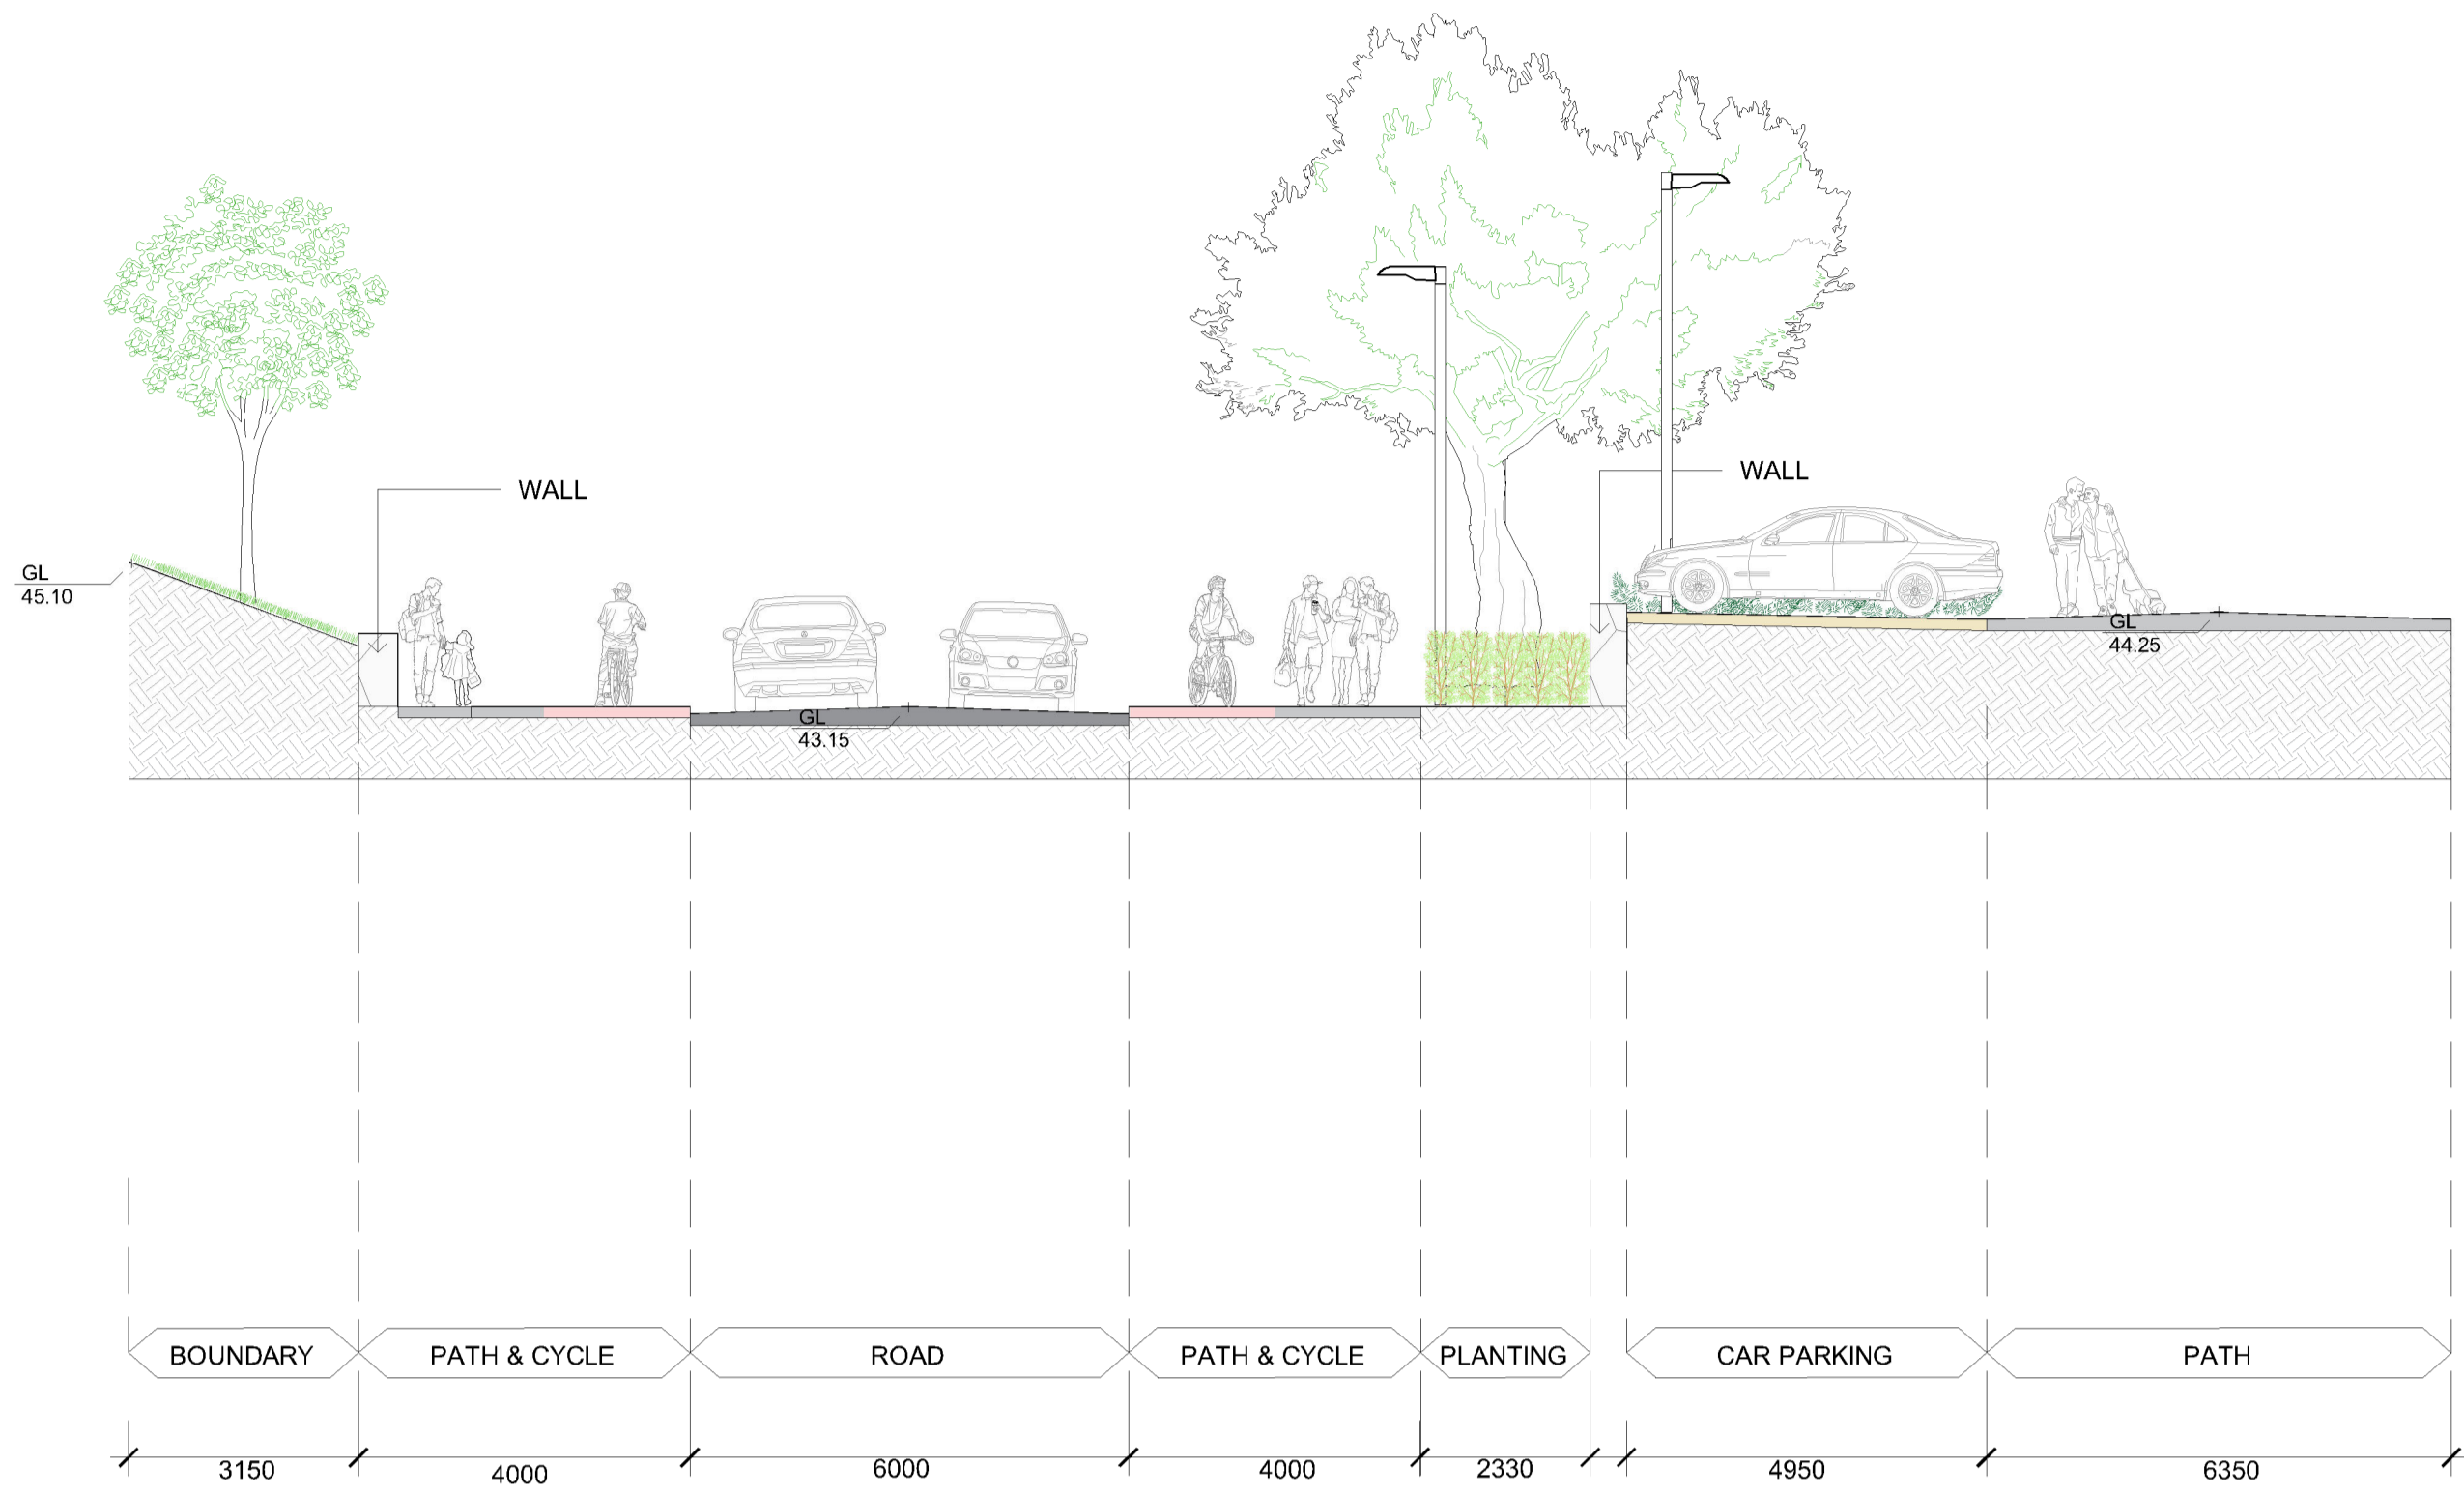 WALL
WALL
GL
45.10
GL
44.25
GL
43.15
BOUNDARY
PATH & CYCLE
ROAD
PATH & CYCLE
PLANTING
CAR PARKING
PATH
3150
4000
6000
4000
2330
4950
6350